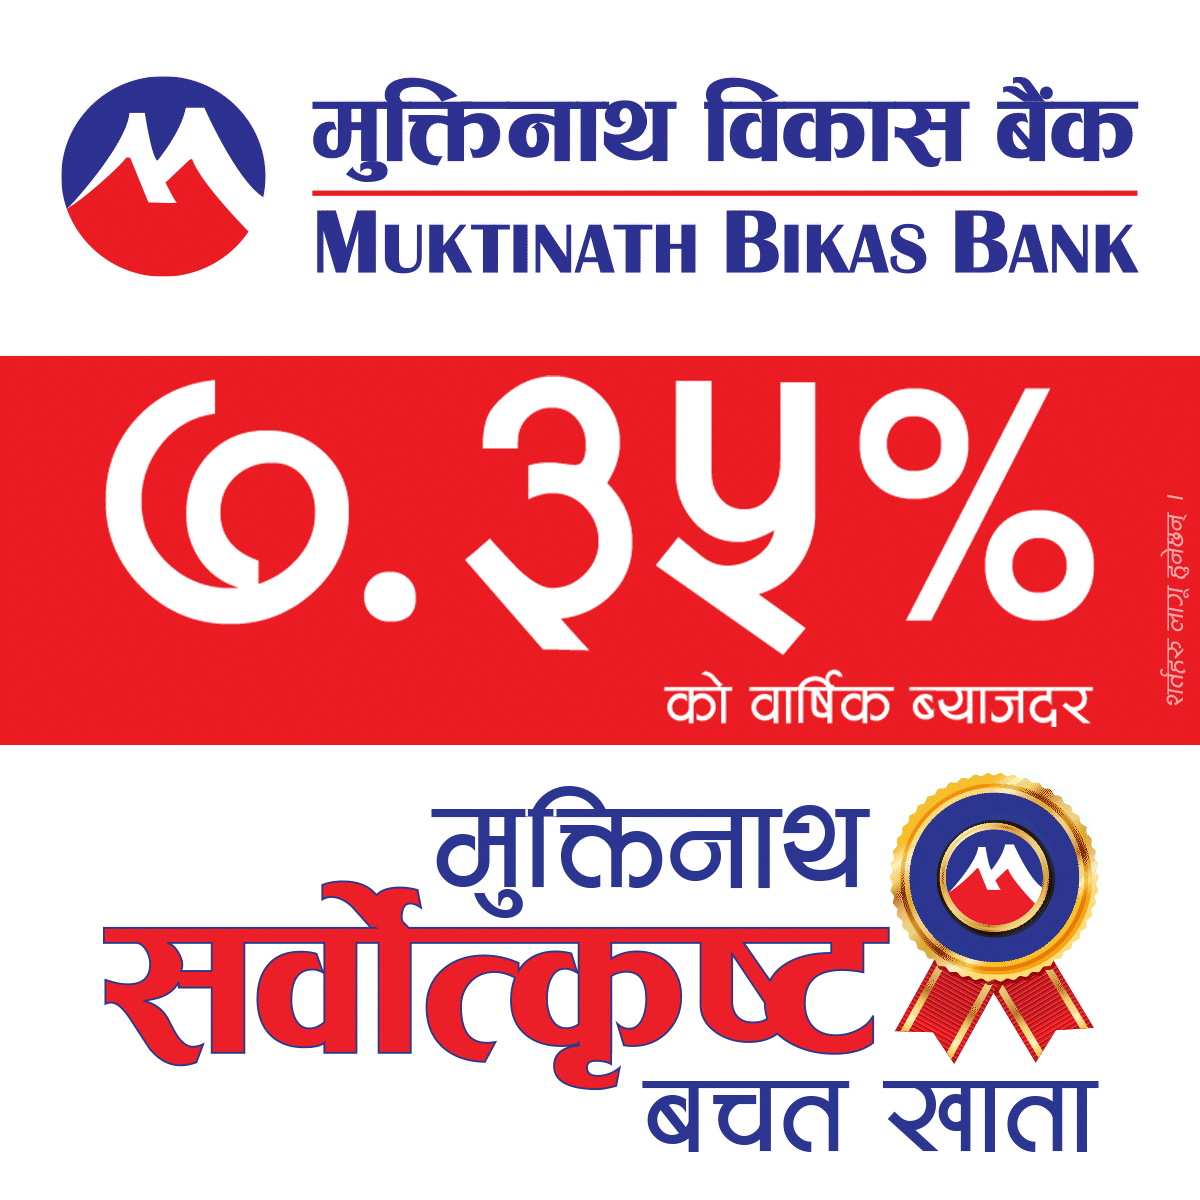 मुक्तिनाथ विकास बैंक
MUKTINATH BIKAS BANK
७.३५%
को वार्षिक ब्याजदर
शर्तहरु लागू हुनेछन् ।
मुक्तिनाथ
सर्वोत्कृष्ट
बचत खाता